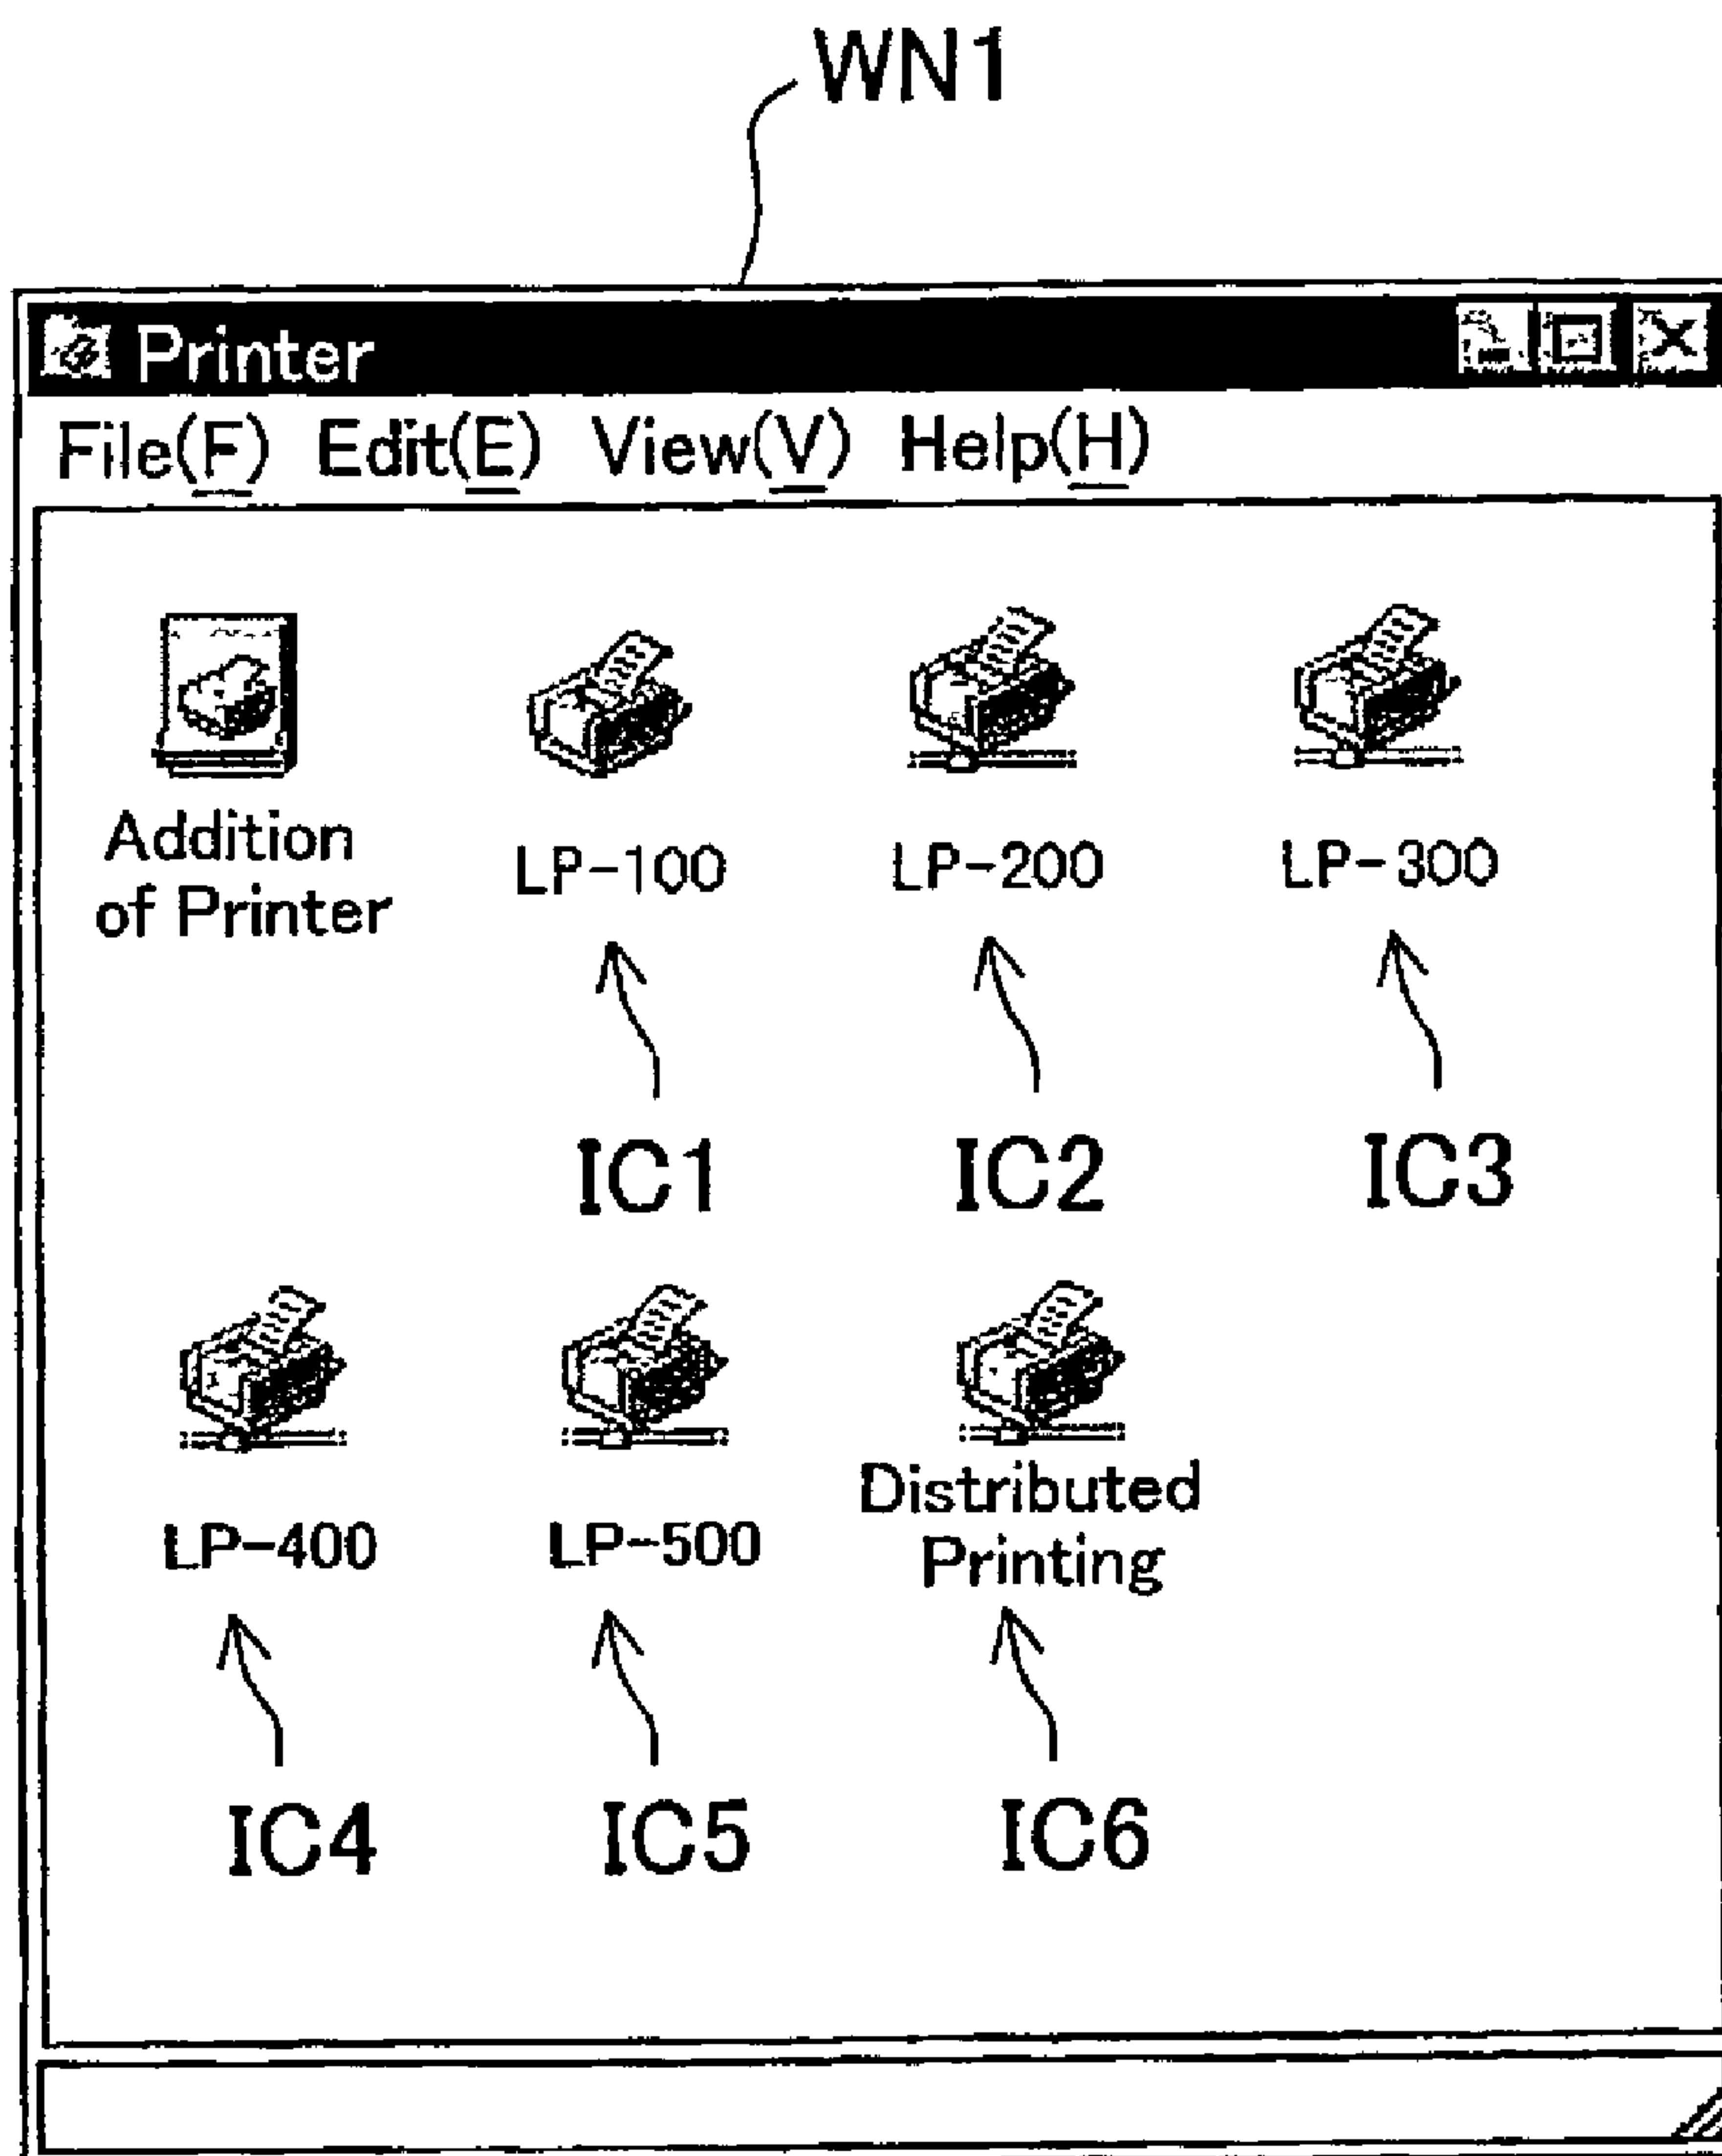 WN1
Printer
File(F) Edit(E) View(V) Help(H)
Addition
of Printer
LP-100
LP-200
LP-300
IC1
IC2
IC3
LP-400
LP-500
Distributed
Printing
IC4
IC5
IC6